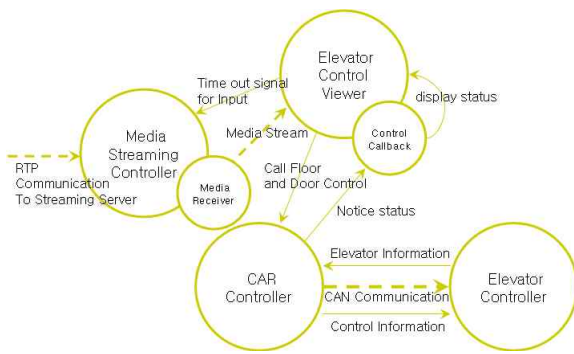 Elevator
Control
Viewer
Time out signal
for Input
display status
Media
Streaming
Controller
Media Stream
Control
Callback
RTP
Communication
To Streaming Server
Media
Receiver
Call Floor
and Door Control
Notice status
Elevator Information
CAR
Controller
CAN Communication
Elevator
Controller
Control Information